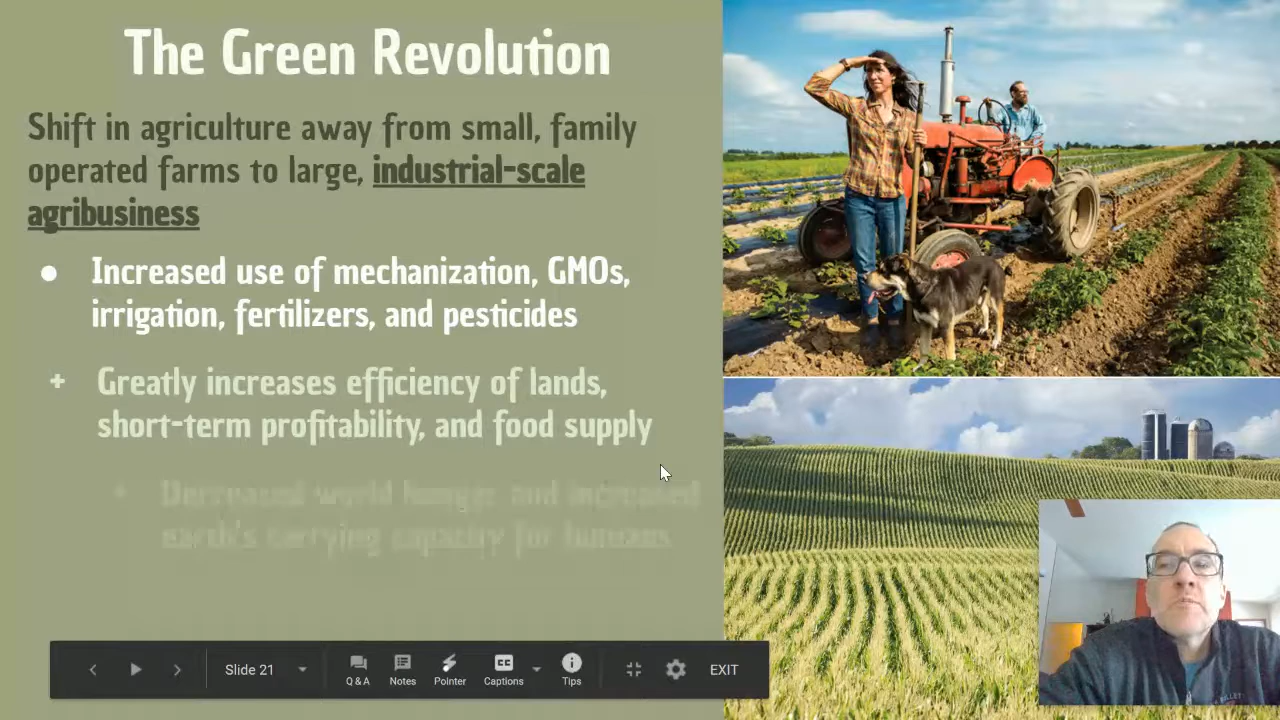 The Green Revolution
Shift in agriculture away from small, family
operated farms to large, industrial-scale
agribusiness
● Increased use of mechanization, GMOs,
irrigation, fertilizers, and pesticides
+ Greatly increases efficiency of lands,
short-term profitability, and food supply
Decreased world hunger and increased
earth's carrying capacity for humans
Slide 21
Q & A
Notes
Pointer
CC
Captions
Tips
EXIT